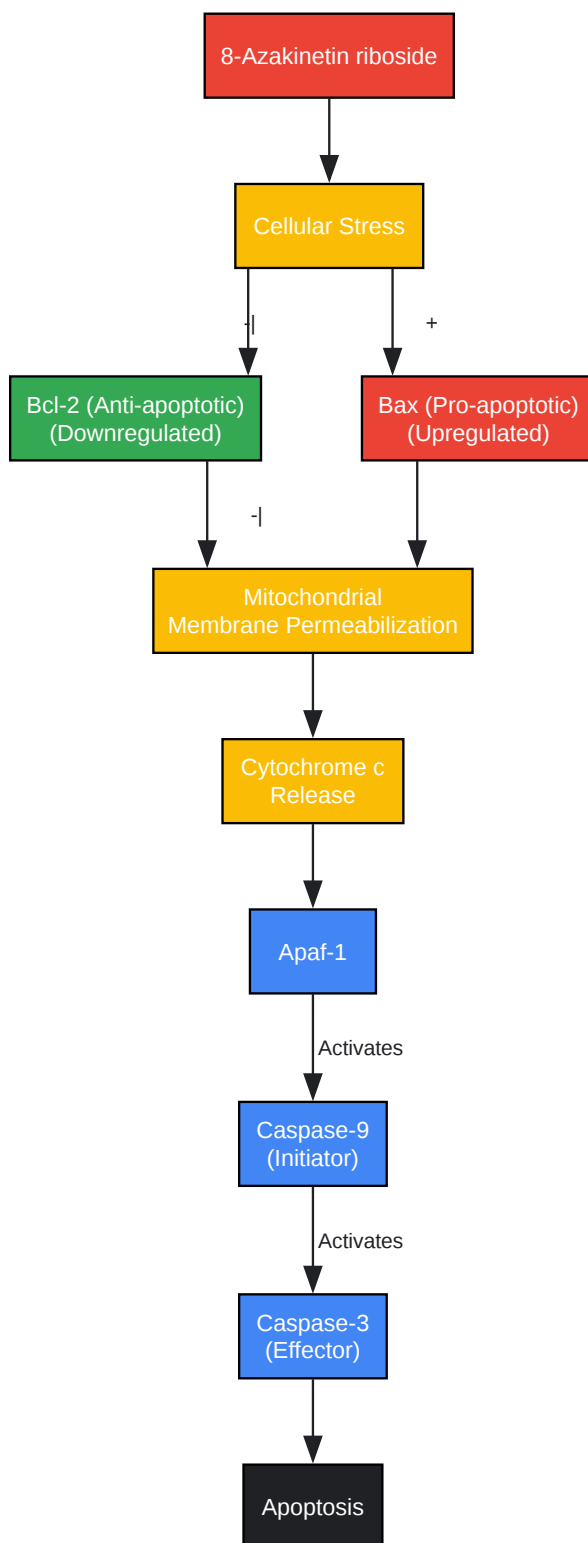 8-Azakinetin riboside
Cellular Stress
-|
+
Bcl-2 (Anti-apoptotic)
(Downregulated)
Bax (Pro-apoptotic)
(Upregulated)
-|
Mitochondrial
Membrane Permeabilization
Cytochrome c
Release
Apaf-1
Activates
Caspase-9
(Initiator)
Activates
Caspase-3
(Effector)
Apoptosis